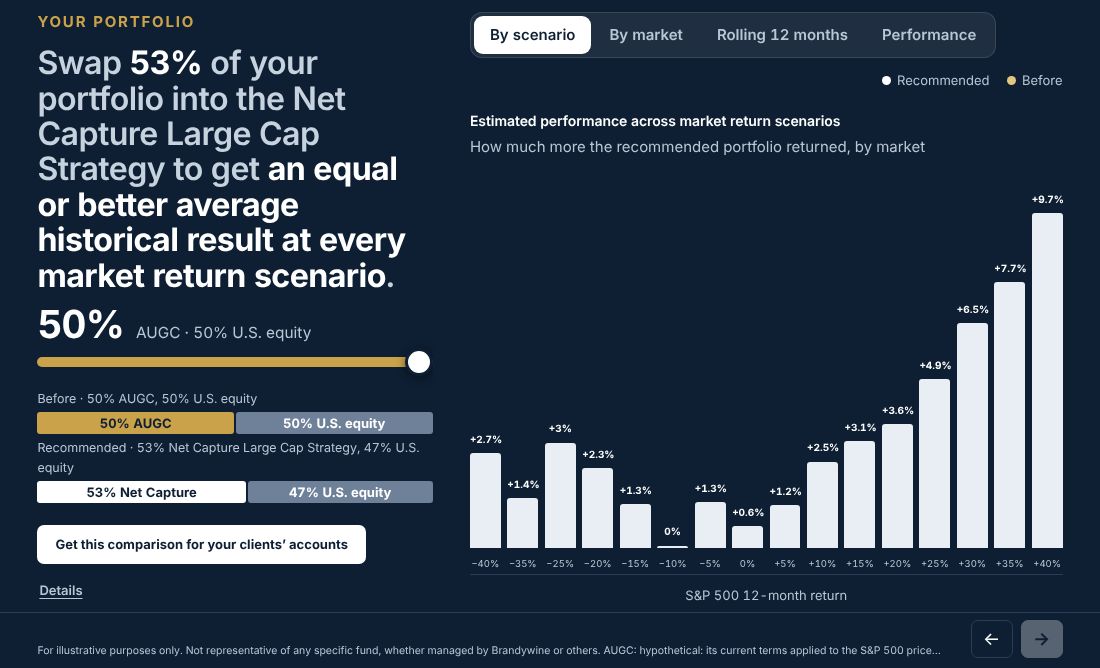 YOUR PORTFOLIO
Swap 53% of your
portfolio into the Net
Capture Large Cap
Strategy to get an equal
or better average
historical result at every
market return scenario.
50% AUGC · 50% U.S. equity
Before · 50% AUGC, 50% U.S. equity
50% AUGC 50% U.S. equity
Recommended · 53% Net Capture Large Cap Strategy, 47% U.S.
equity
53% Net Capture 47% U.S. equity
Get this comparison for your clients’ accounts
Details
By scenario By market Rolling 12 months Performance
Recommended Before
Estimated performance across market return scenarios
How much more the recommended portfolio returned, by market
+2.7% +1.4% +3% +2.3% +1.3% 0% +1.3% +0.6% +1.2% +2.5% +3.1% +3.6% +4.9% +6.5% +7.7% +9.7%
−40% −35% −25% −20% −15% −10% −5% 0% +5% +10% +15% +20% +25% +30% +35% +40%
S&P 500 12-month return
For illustrative purposes only. Not representative of any specific fund, whether managed by Brandywine or others. AUGC: hypothetical: its current terms applied to the S&P 500 price…